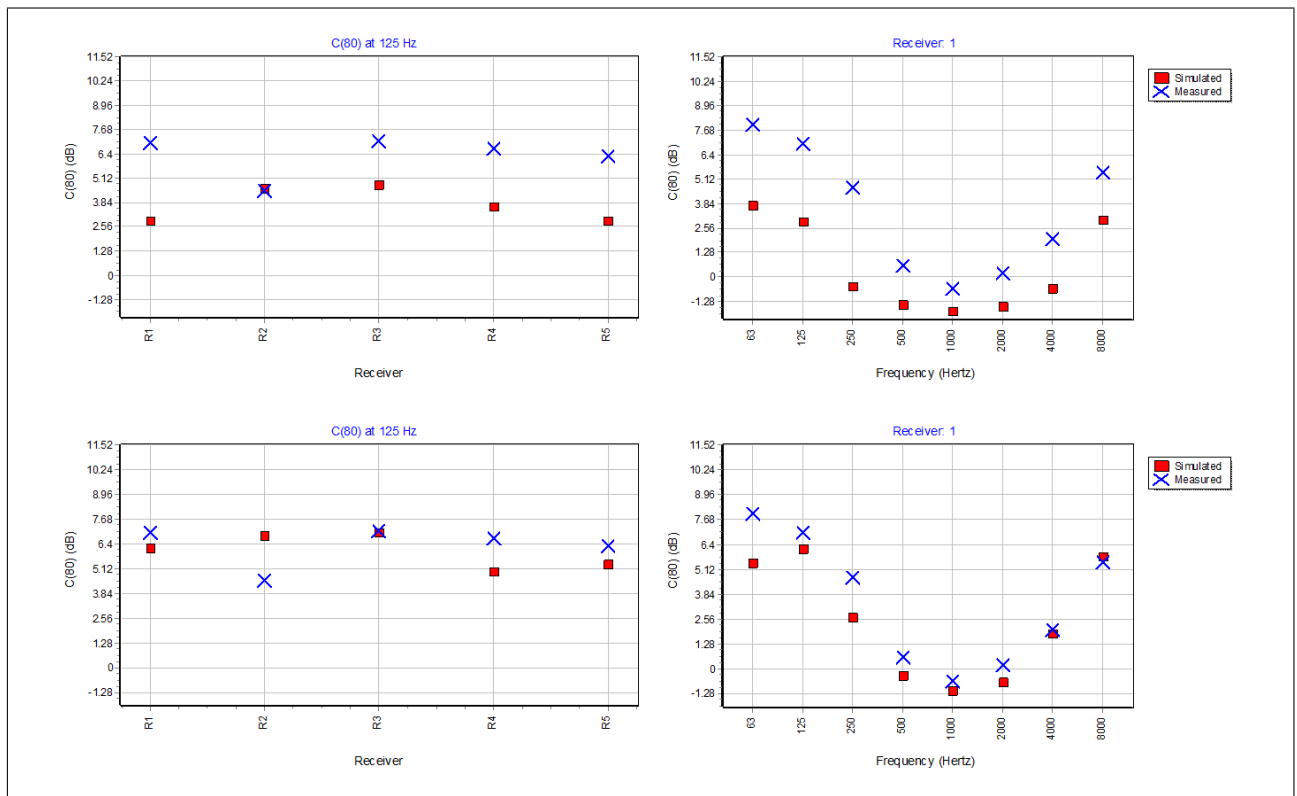 C(80) at 125 Hz
11.52
10.24
8.96
7.68
6.4
5.12
3.84
2.56
1.28
0
-1.28
C(80) (dB)
R1
R2
R3
R4
R5
Receiver
Receiver: 1
11.52
10.24
8.96
7.68
6.4
5.12
3.84
2.56
1.28
0
-1.28
C(80) (dB)
63
125
250
500
1000
2000
4000
8000
Frequency (Hertz)
Simulated
Measured
C(80) at 125 Hz
11.52
10.24
8.96
7.68
6.4
5.12
3.84
2.56
1.28
0
-1.28
C(80) (dB)
R1
R2
R3
R4
R5
Receiver
Receiver: 1
11.52
10.24
8.96
7.68
6.4
5.12
3.84
2.56
1.28
0
-1.28
C(80) (dB)
63
125
250
500
1000
2000
4000
8000
Frequency (Hertz)
Simulated
Measured